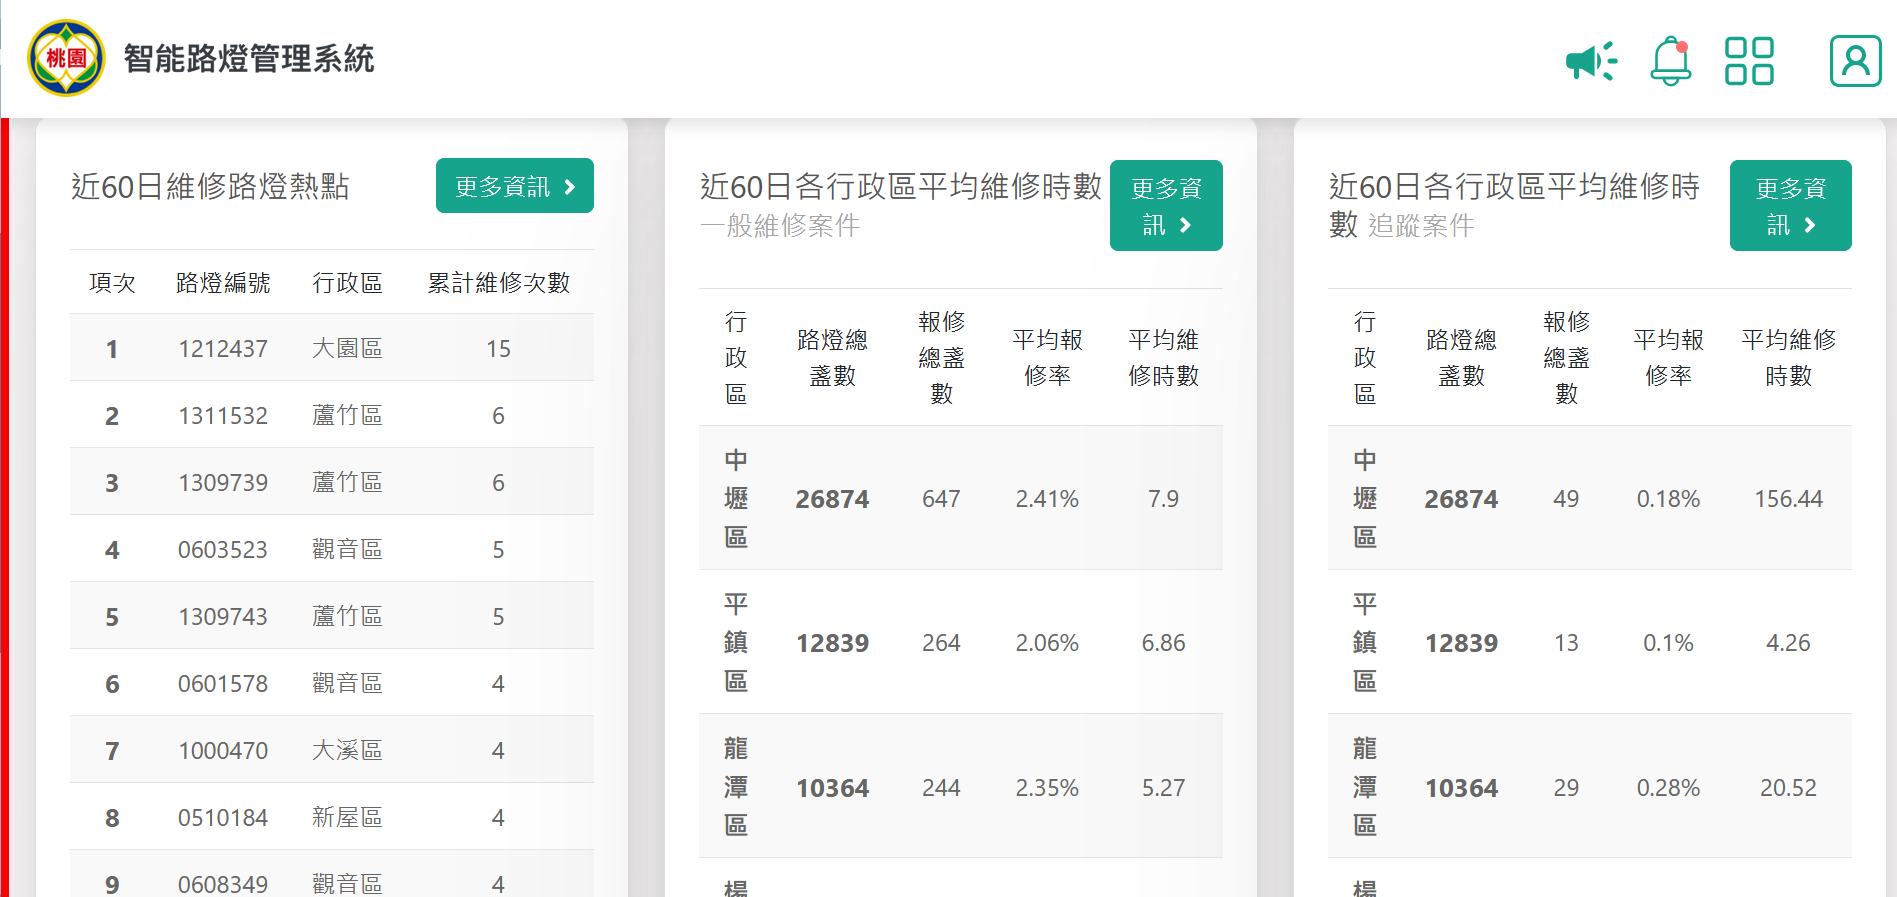 桃園
智能路燈管理系統
近60日維修路燈熱點
更多資訊
項次 路燈編號 行政區 累計維修次數
1 1212437 大園區 15
2 1311532 蘆竹區 6
3 1309739 蘆竹區 6
4 0603523 觀音區 5
5 1309743 蘆竹區 5
6 0601578 觀音區 4
7 1000470 大溪區 4
8 0510184 新屋區 4
9 0608349 觀音區 4
近60日各行政區平均維修時數
一般維修案件
更多資
訊
行政區 路燈總盞數 報修總盞數 平均報修率 平均維修時數
中壢區 26874 647 2.41% 7.9
平鎮區 12839 264 2.06% 6.86
龍潭區 10364 244 2.35% 5.27
楊
近60日各行政區平均維修時
數 追蹤案件
更多資
訊
行政區 路燈總盞數 報修總盞數 平均報修率 平均維修時數
中壢區 26874 49 0.18% 156.44
平鎮區 12839 13 0.1% 4.26
龍潭區 10364 29 0.28% 20.52
楊